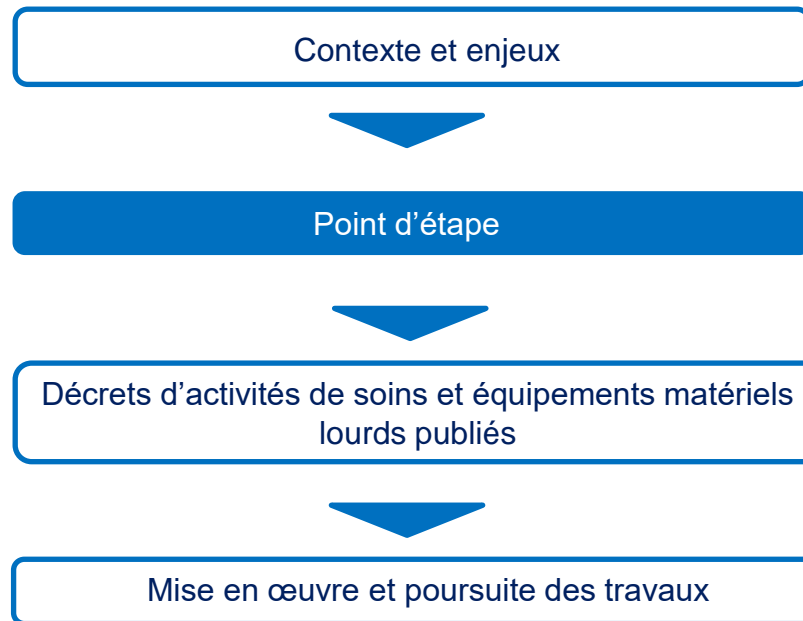 Contexte et enjeux
Point d’étape
Décrets d’activités de soins et équipements matériels
lourds publiés
Mise en œuvre et poursuite des travaux